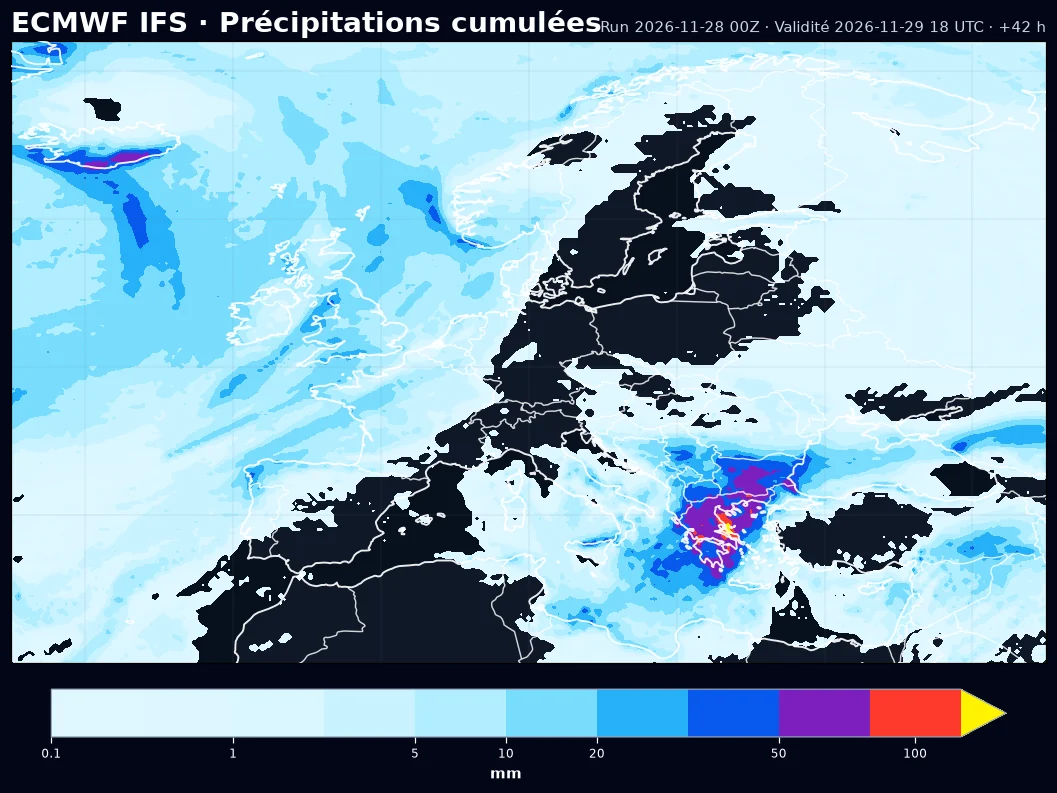 ECMWF IFS · Précipitations cumulées
Run 2026-11-28 00Z · Validité 2026-11-29 18 UTC · +42 h
0.1 1 5 10 20 50 100
mm